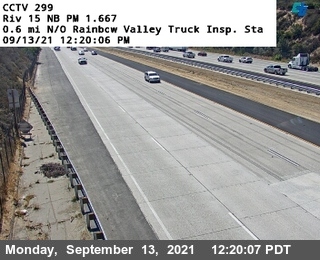 CCTV 299
Riv 15 NB PM 1.667
0.6 mi N/O Rainbcw Valley Truck Insp. Sta
09/13/21 12:20:06 PM
Monday, September 13, 2021 12:20:07 PDT